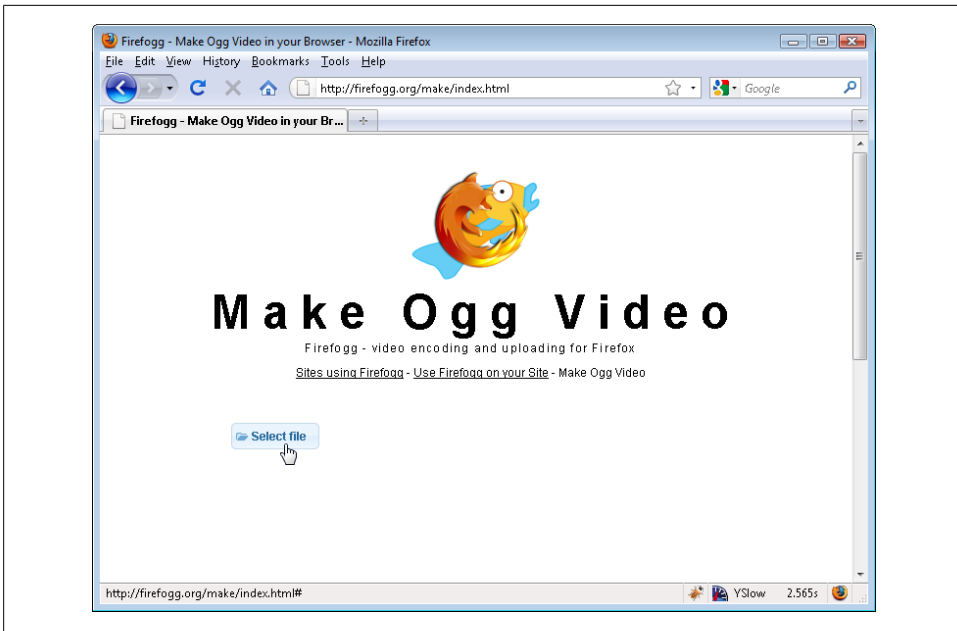 Firefogg - Make Ogg Video in your Browser - Mozilla Firefox
File Edit View History Bookmarks Tools Help
http://firefogg.org/make/index.html Google
Firefogg - Make Ogg Video in your Br...
Make Ogg Video
Firefogg - video encoding and uploading for Firefox
Sites using Firefogg - Use Firefogg on your Site - Make Ogg Video
Select file
http://firefogg.org/make/index.html# YSlow 2.565s